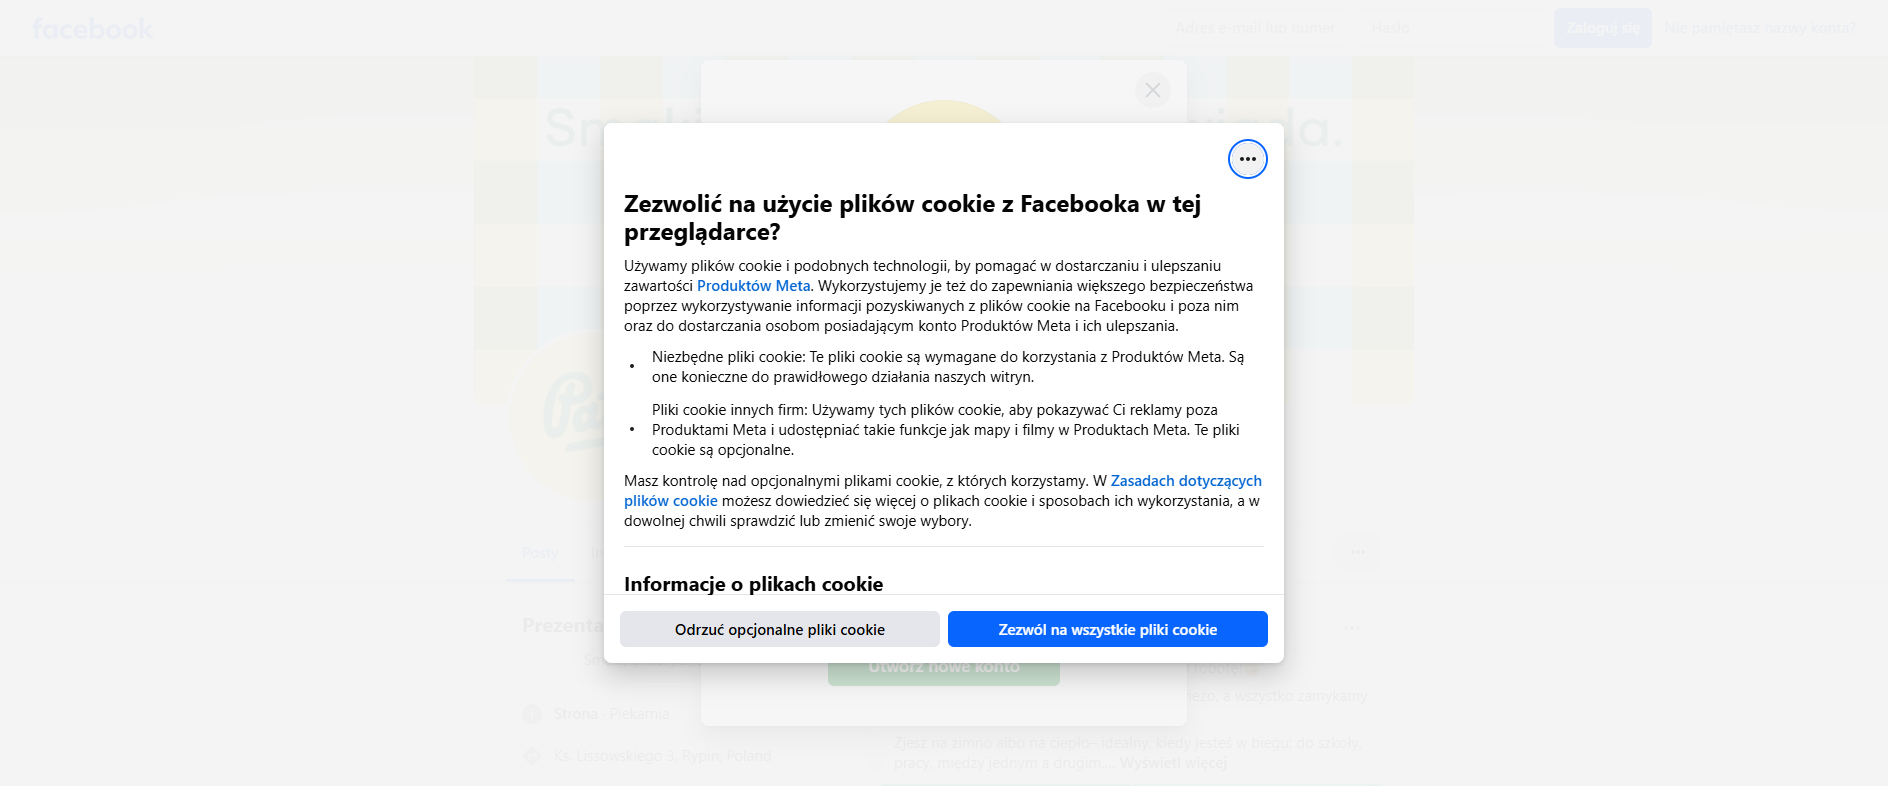 facebook
Adres e-mail lub numer
Hasło
Zaloguj się
Nie pamiętasz nazwy konta?
Zezwolić na użycie plików cookie z Facebooka w tej
przeglądarce?
Używamy plików cookie i podobnych technologii, by pomagać w dostarczaniu i ulepszaniu
zawartości Produktów Meta. Wykorzystujemy je też do zapewniania większego bezpieczeństwa
poprzez wykorzystywanie informacji pozyskiwanych z plików cookie na Facebooku i poza nim
oraz do dostarczania osobom posiadającym konto Produktów Meta i ich ulepszania.
• Niezbędne pliki cookie: Te pliki cookie są wymagane do korzystania z Produktów Meta. Są
one konieczne do prawidłowego działania naszych witryn.
• Pliki cookie innych firm: Używamy tych plików cookie, aby pokazywać Ci reklamy poza
Produktami Meta i udostępniać takie funkcje jak mapy i filmy w Produktach Meta. Te pliki
cookie są opcjonalne.
Masz kontrolę nad opcjonalnymi plikami cookie, z których korzystamy. W Zasadach dotyczących
plików cookie możesz dowiedzieć się więcej o plikach cookie i sposobach ich wykorzystania, a w
dowolnej chwili sprawdzić lub zmienić swoje wybory.
Informacje o plikach cookie
Odrzuć opcjonalne pliki cookie
Zezwól na wszystkie pliki cookie
Posty
Utwórz nowe konto
a wszystko zamykamy
Strona · Piekarnia
Ks. Lissowskiego 3, Rypin, Poland
Zjesz na zimno albo na ciepło– idealny, kiedy jesteś w biegu: do szkoły,
pracy, między jednym a drugim.... Wyświetl więcej